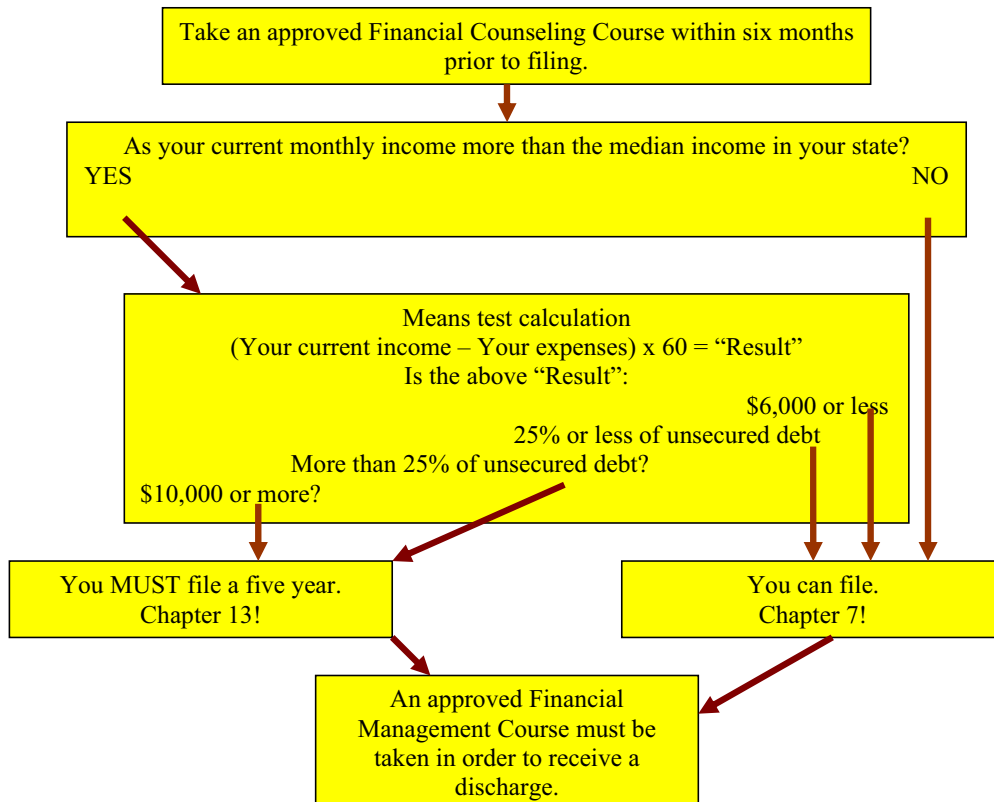 Take an approved Financial Counseling Course within six months
prior to filing.
As your current monthly income more than the median income in your state?
YES NO
Means test calculation
(Your current income – Your expenses) x 60 = “Result”
Is the above “Result”:
$6,000 or less
25% or less of unsecured debt
More than 25% of unsecured debt?
$10,000 or more?
You MUST file a five year.
Chapter 13!
You can file.
Chapter 7!
An approved Financial
Management Course must be
taken in order to receive a
discharge.